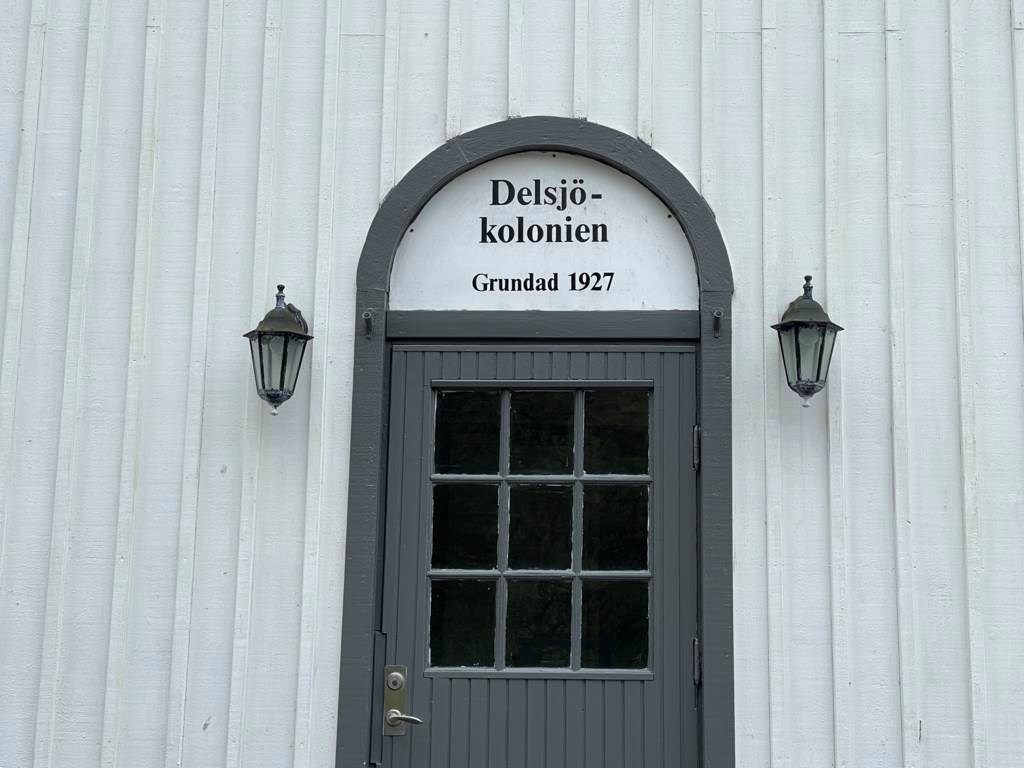 Delsjö-
kolonien
Grundad 1927